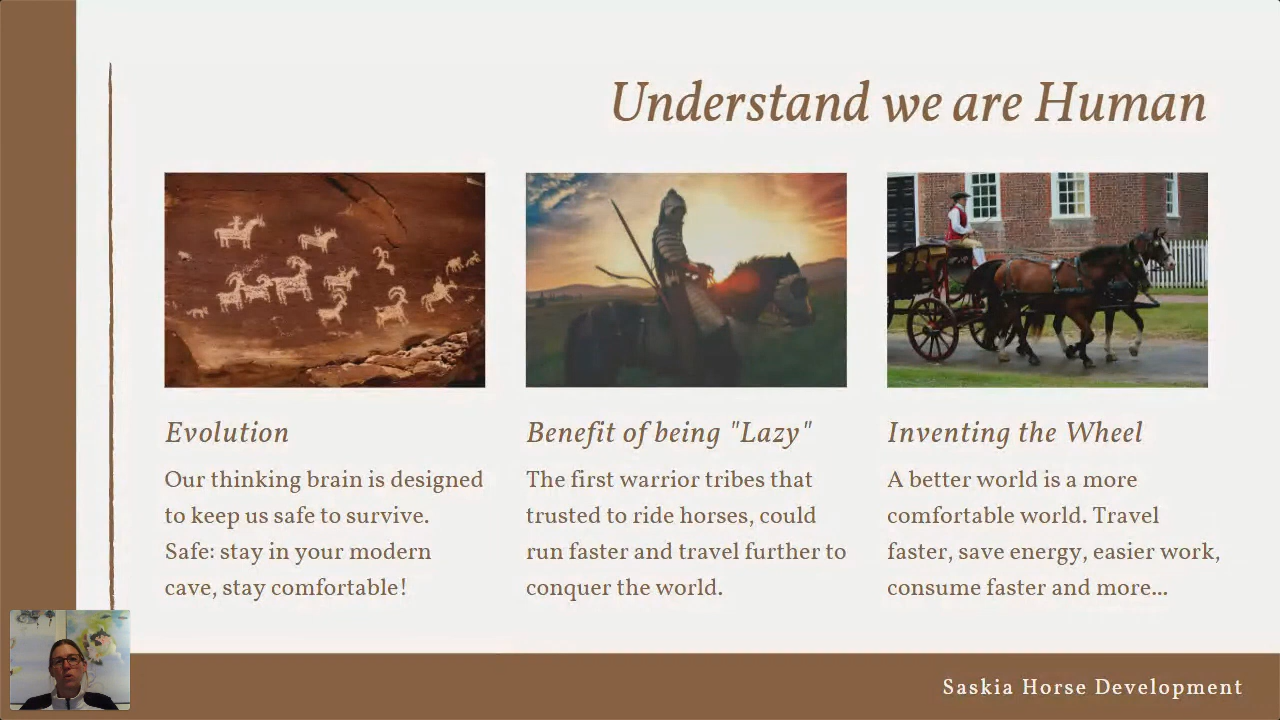 Understand we are Human
Evolution
Our thinking brain is designed
to keep us safe to survive.
Safe: stay in your modern
cave, stay comfortable!
Benefit of being "Lazy"
The first warrior tribes that
trusted to ride horses, could
run faster and travel further to
conquer the world.
Inventing the Wheel
A better world is a more
comfortable world. Travel
faster, save energy, easier work,
consume faster and more...
Saskia Horse Development